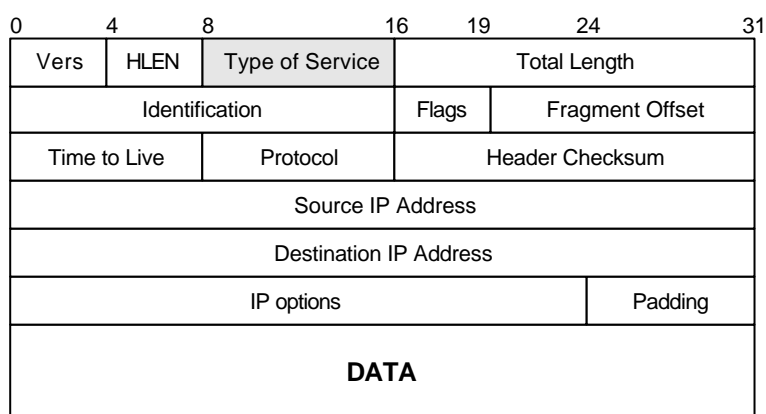 0 4 8 16 19 24 31
Vers HLEN Type of Service Total Length
Identification Flags Fragment Offset
Time to Live Protocol Header Checksum
Source IP Address
Destination IP Address
IP options Padding
DATA